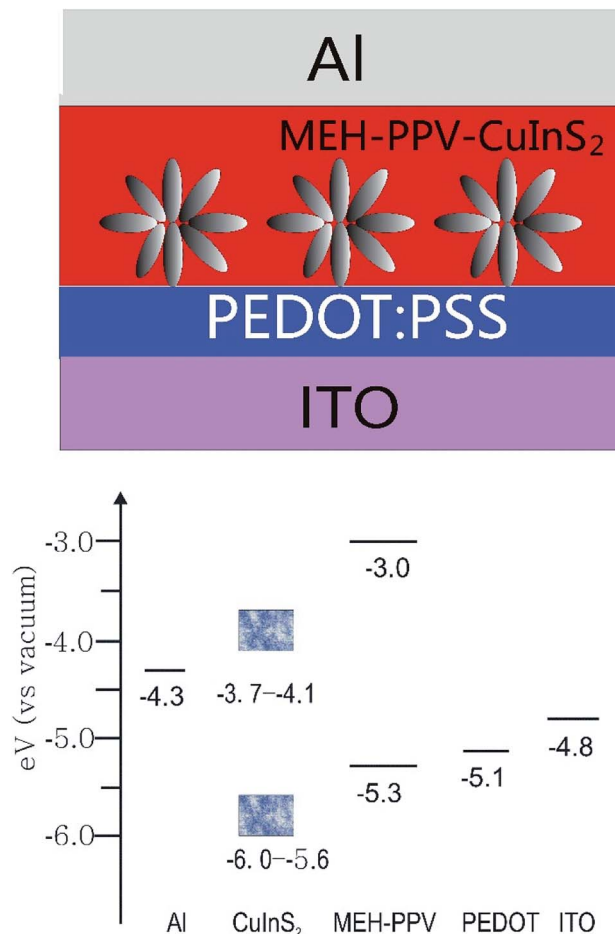 Al
MEH-PPV-CuInS₂
PEDOT:PSS
ITO
eV (vs vacuum)
-3.0
-4.0
-5.0
-6.0
-3.0
-4.3
-3.7–-4.1
-4.8
-5.3
-5.1
-6.0–-5.6
Al CuInS₂ MEH-PPV PEDOT ITO